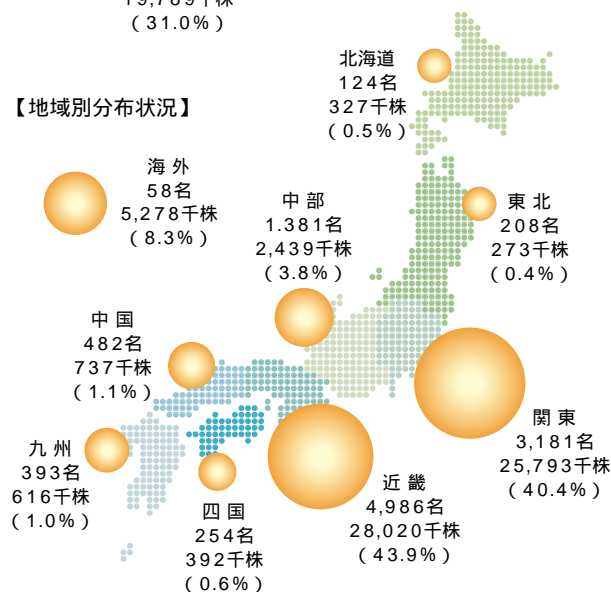 19,789千株
(31.0%)
【地域別分布状況】
北海道
124名
327千株
(0.5%)
海外
58名
5,278千株
(8.3%)
中部
1.381名
2,439千株
(3.8%)
東北
208名
273千株
(0.4%)
中国
482名
737千株
(1.1%)
関東
3,181名
25,793千株
(40.4%)
九州
393名
616千株
(1.0%)
四国
254名
392千株
(0.6%)
近畿
4,986名
28,020千株
(43.9%)